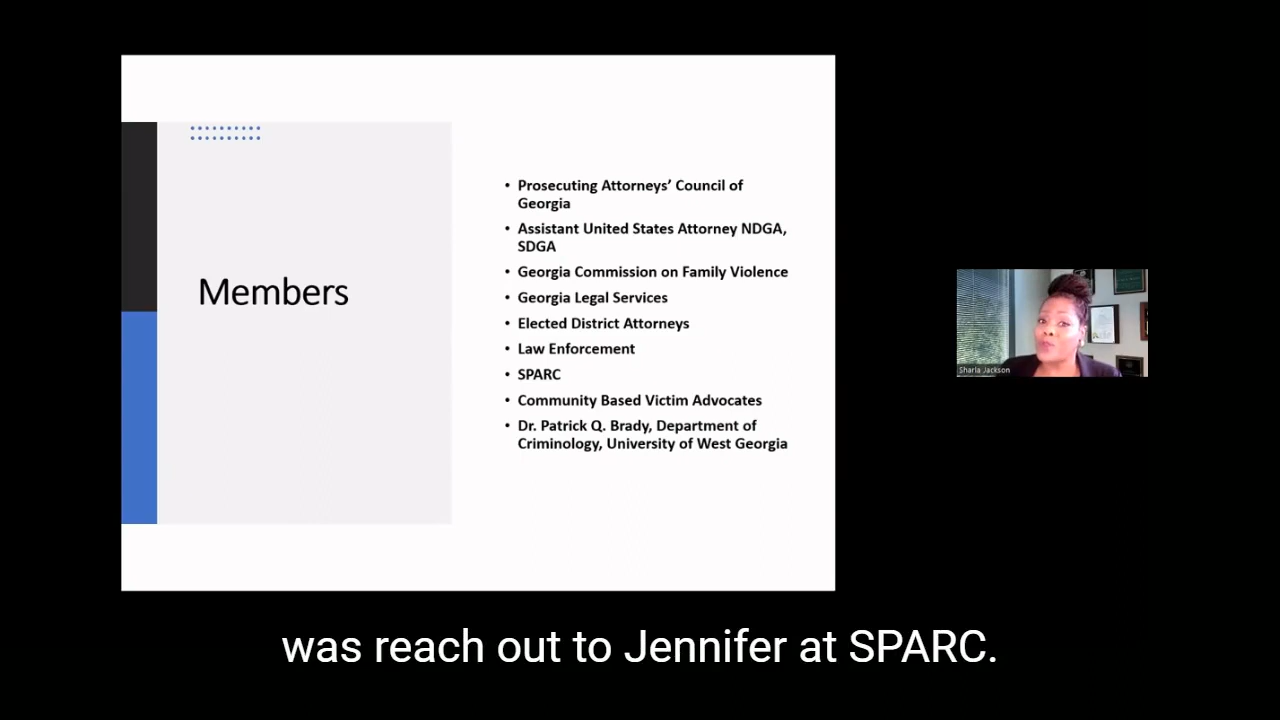 Members
• Prosecuting Attorneys’ Council of
Georgia
• Assistant United States Attorney NDGA,
SDGA
• Georgia Commission on Family Violence
• Georgia Legal Services
• Elected District Attorneys
• Law Enforcement
• SPARC
• Community Based Victim Advocates
• Dr. Patrick Q. Brady, Department of
Criminology, University of West Georgia
Sharla Jackson
was reach out to Jennifer at SPARC.